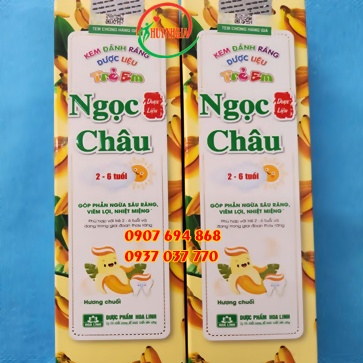 TEM CHỐNG HÀNG GIẢ
KEM ĐÁNH RĂNG
DƯỢC LIỆU
Trẻ Em
Ngọc
Dược Liệu
Châu
2 - 6 tuổi
GÓP PHẦN NGỪA SÂU RĂNG,
VIÊM LỢI, NHIỆT MIỆNG
Hương chuối
DƯỢC PHẨM HOA LINH
TEM CHỐNG HÀNG GIẢ
KEM ĐÁNH RĂNG
DƯỢC LIỆU
Trẻ Em
Ngọc
Dược Liệu
Châu
2 - 6 tuổi
GÓP PHẦN NGỪA SÂU RĂNG,
VIÊM LỢI, NHIỆT MIỆNG
Hương chuối
DƯỢC PHẨM HOA LINH
0907 694 868
0937 037 770